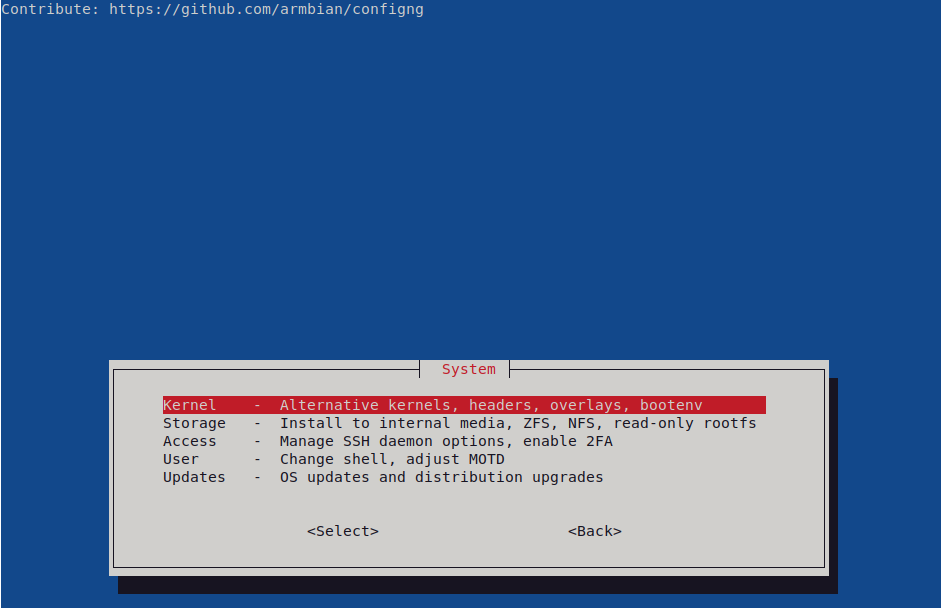 Contribute: https://github.com/armbian/configng
System
Kernel    -  Alternative kernels, headers, overlays, bootenv
Storage   -  Install to internal media, ZFS, NFS, read-only rootfs
Access    -  Manage SSH daemon options, enable 2FA
User      -  Change shell, adjust MOTD
Updates   -  OS updates and distribution upgrades
<Select>                     <Back>